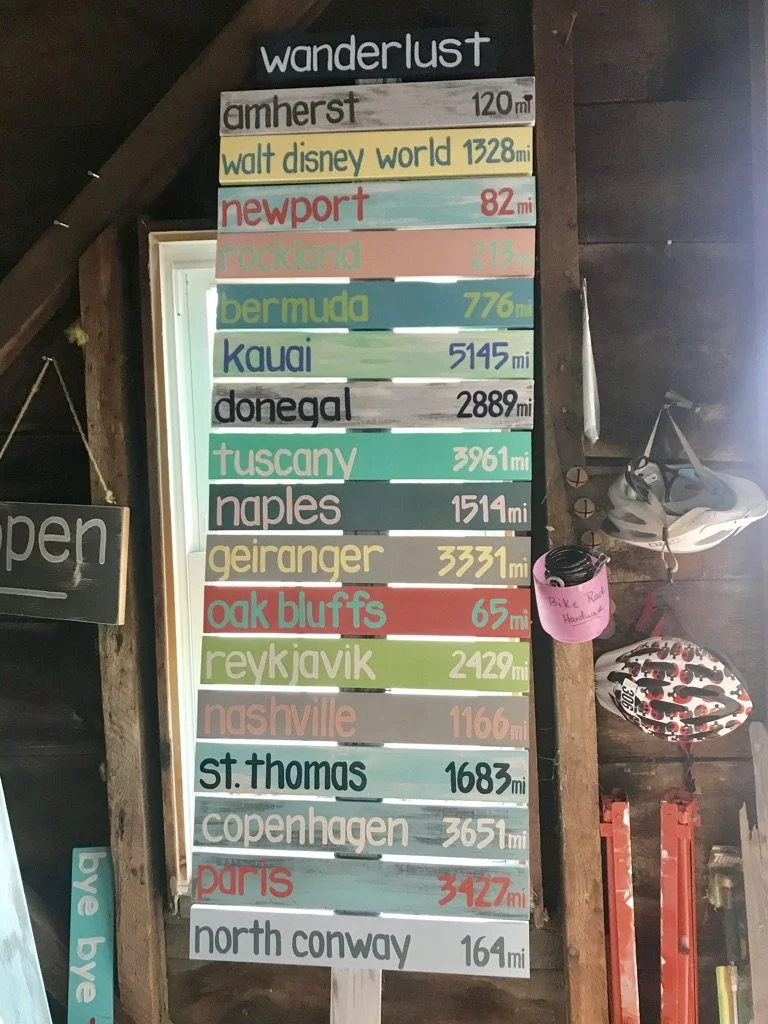 wanderlust
amherst 120mi
walt disney world 1328mi
newport 82mi
rockland 213mi
bermuda 776mi
kauai 5145mi
donegal 2889mi
tuscany 3961mi
naples 1514mi
geiranger 3331mi
oak bluffs 65mi
reykjavik 2429mi
nashville 1166mi
st. thomas 1683mi
copenhagen 3651mi
paris 3427mi
north conway 164mi
open
bye bye
Bike Rack
Hardware